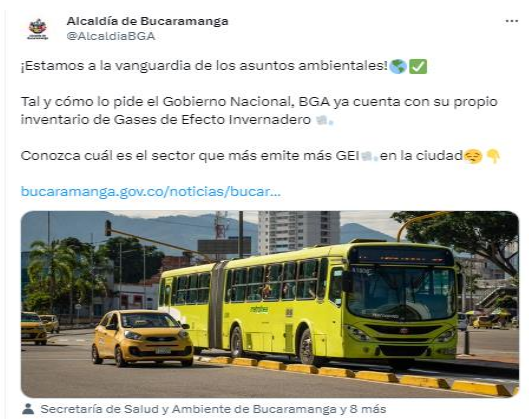 Alcaldía de Bucaramanga
@AlcaldiaBGA
¡Estamos a la vanguardia de los asuntos ambientales!
Tal y cómo lo pide el Gobierno Nacional, BGA ya cuenta con su propio
inventario de Gases de Efecto Invernadero
Conozca cuál es el sector que más emite más GEI en la ciudad
bucaramanga.gov.co/noticias/bucar...
metrolínea
Secretaría de Salud y Ambiente de Bucaramanga y 8 más